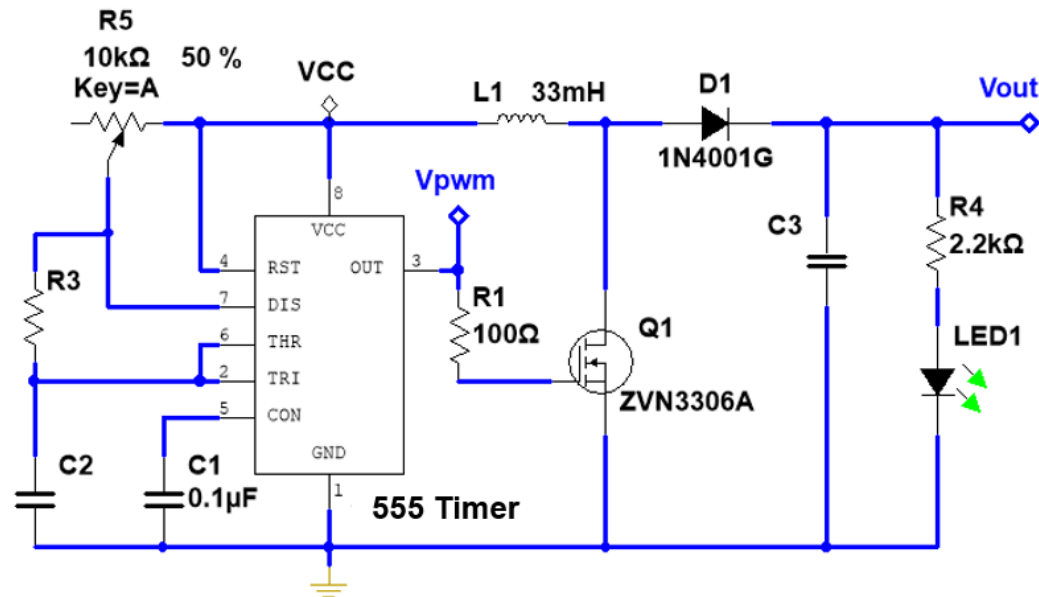 R5
10kΩ 50 %
Key=A
VCC
L1 33mH
D1
1N4001G
Vout
Vpwm
8
VCC
R3
4 RST OUT 3
7 DIS
6 THR
2 TRI
5 CON
GND
1
R1
100Ω
Q1
ZVN3306A
C3
R4
2.2kΩ
LED1
C2
C1
0.1µF
555 Timer